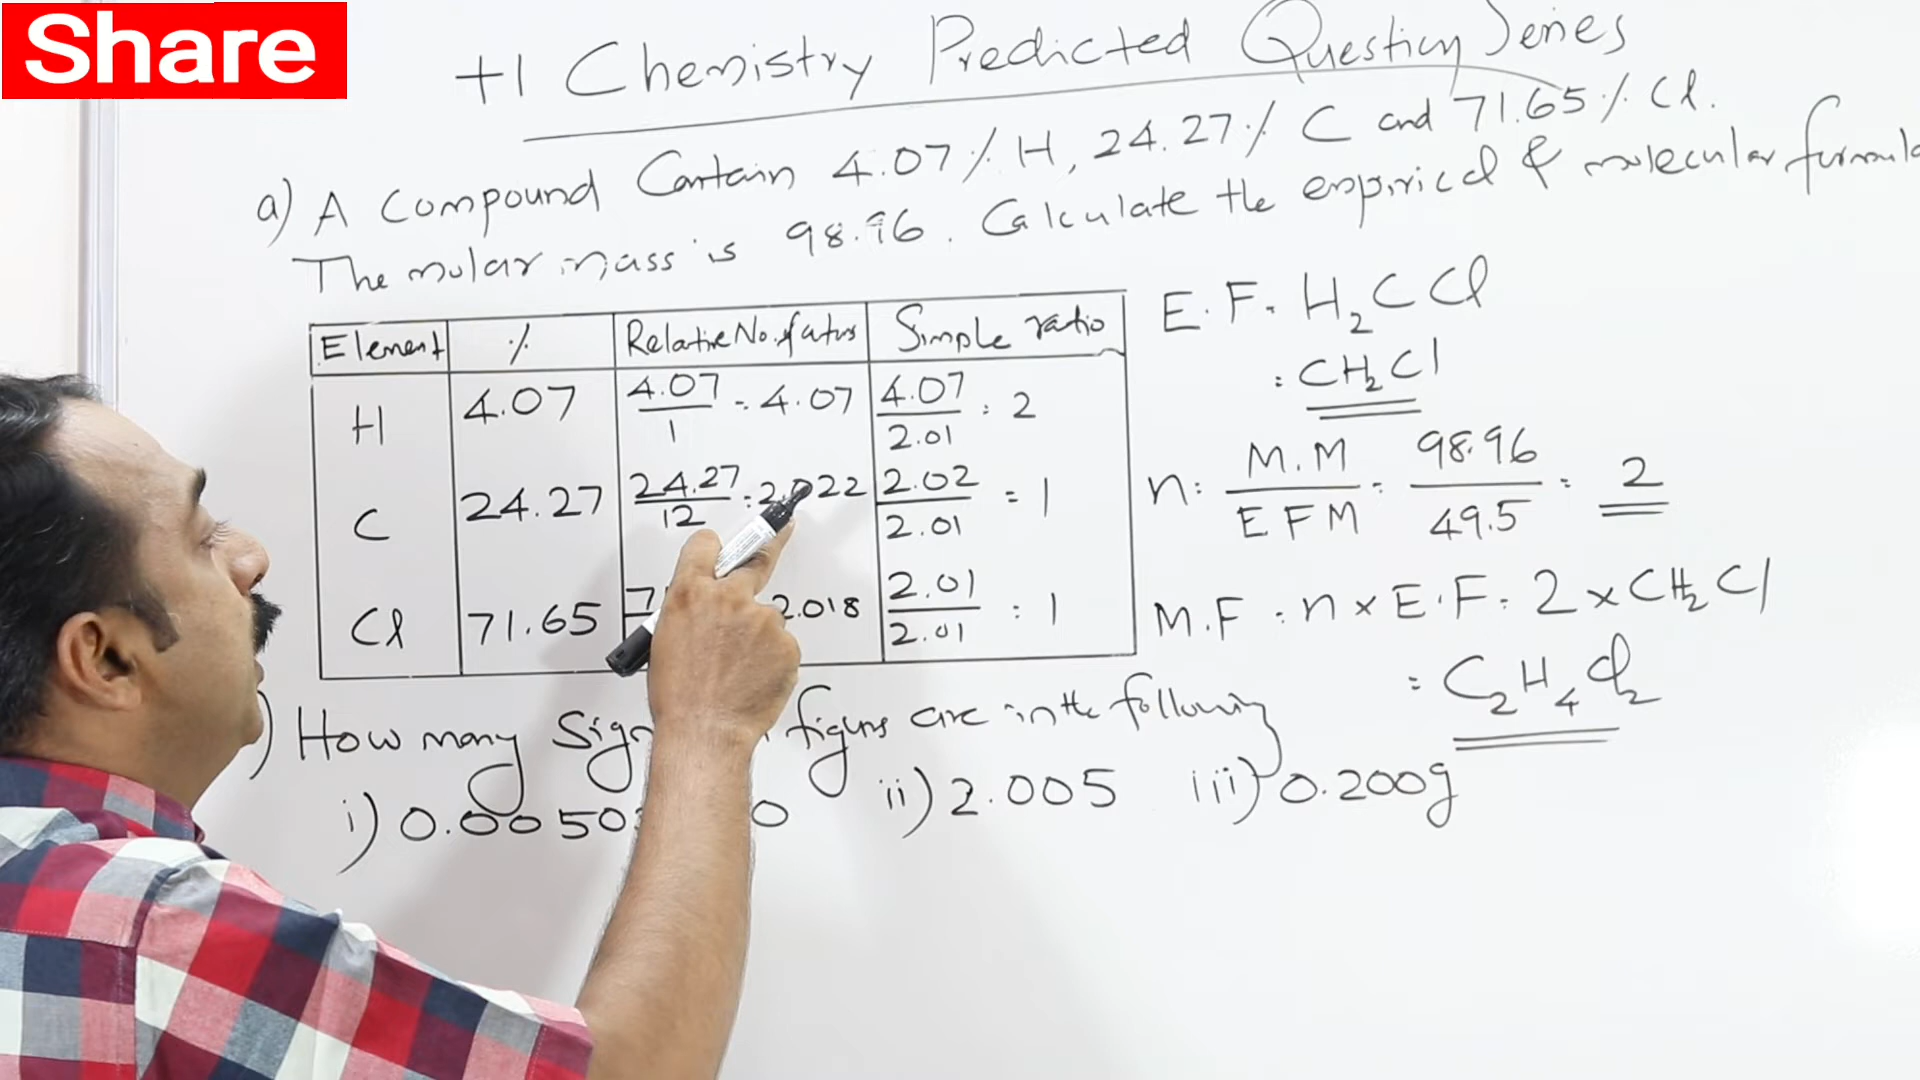 Share
+1 Chemistry Predicted Question Series
a) A Compound Contain 4.07% H, 24.27% C and 71.65% Cl.
The molar mass is 98.96. Calculate the empirical & molecular formula
Element % Relative No. of atoms Simple ratio
H 4.07 4.07/1 = 4.07 4.07/2.01 = 2
C 24.27 24.27/12 = 2.022 2.02/2.01 = 1
Cl 71.65 2.018 2.01/2.01 = 1
E.F = H₂CCl
= CH₂Cl
n = M.M/EFM = 98.96/49.5 = 2
M.F = n × E.F = 2 × CH₂Cl
= C₂H₄Cl₂
) How many figures are in the following
i) 0.0050 0 ii) 2.005 iii) 0.200g